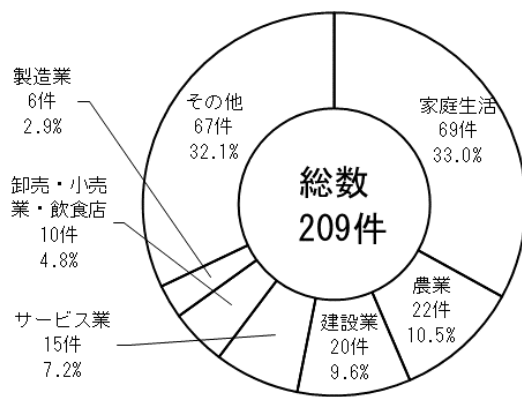 総数
209件
家庭生活
69件
33.0%
農業
22件
10.5%
建設業
20件
9.6%
サービス業
15件
7.2%
卸売・小売
業・飲食店
10件
4.8%
製造業
6件
2.9%
その他
67件
32.1%